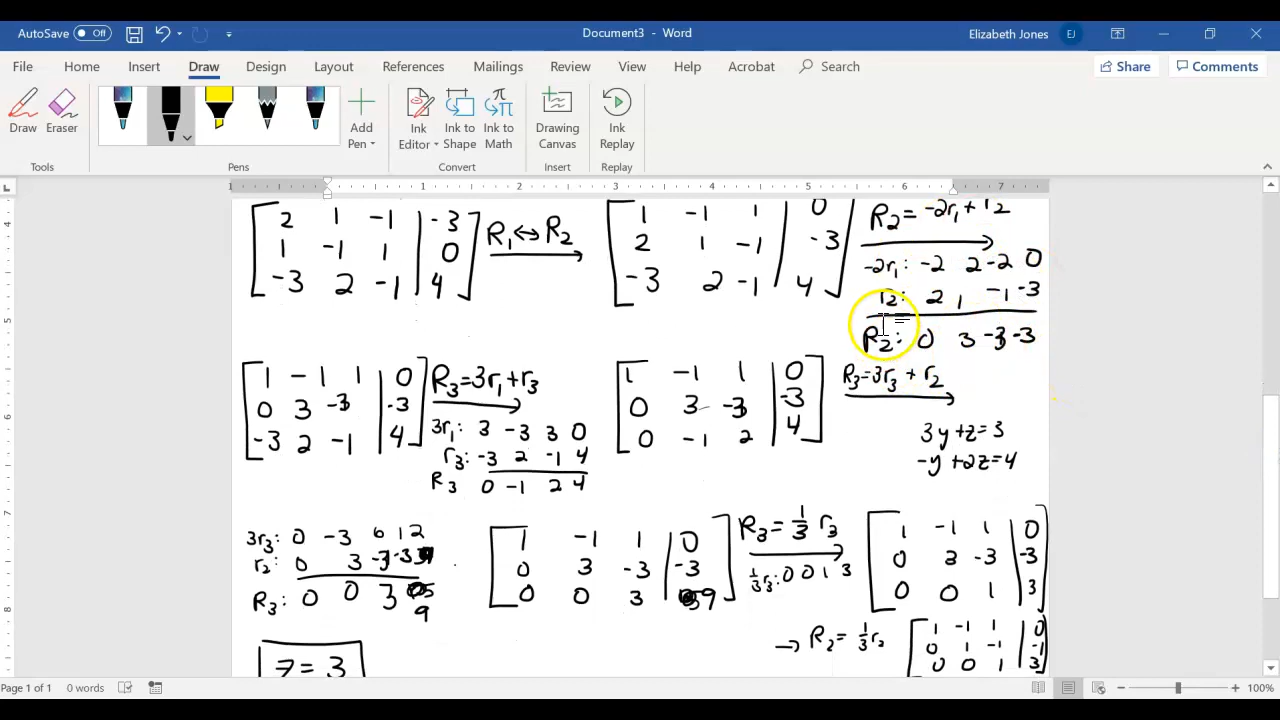 AutoSave Off Document3 - Word Elizabeth Jones EJ
File Home Insert Draw Design Layout References Mailings Review View Help Acrobat Search Share Comments
Draw Eraser Add Pen Ink Editor Ink to Shape Ink to Math Drawing Canvas Ink Replay
Tools Pens Convert Insert Replay
1 1 2 3 4 5 6 7
2 1 -1 | -3
1 -1 1 | 0
-3 2 -1 | 4
R1 ↔ R2
1 -1 1 | 0
2 1 -1 | -3
-3 2 -1 | 4
R2 = -2r1 + r2
-2r1: -2 2 -2 0
r2: 2 1 -1 -3
R2: 0 3 -3 -3
1 -1 1 | 0
0 3 -3 | -3
-3 2 -1 | 4
R3 = 3r1 + r3
3r1: 3 -3 3 0
r3: -3 2 -1 4
R3 0 -1 2 4
1 -1 1 | 0
0 3 -3 | -3
0 -1 2 | 4
R3 = 3r3 + r2
3y + z = 3
-y + 2z = 4
3r3: 0 -3 6 12
r2: 0 3 -3 -3
R3: 0 0 3
9
1 -1 1 | 0
0 3 -3 | -3
0 0 3 | 9
R3 = 1/3 r3
1/3 r3: 0 0 1 3
1 -1 1 | 0
0 3 -3 | -3
0 0 1 | 3
→ R2 = 1/3 r2
1 -1 1 | 0
0 1 -1 | -1
0 0 1 | 3
z = 3
4
7
8
Page 1 of 1 0 words 100%